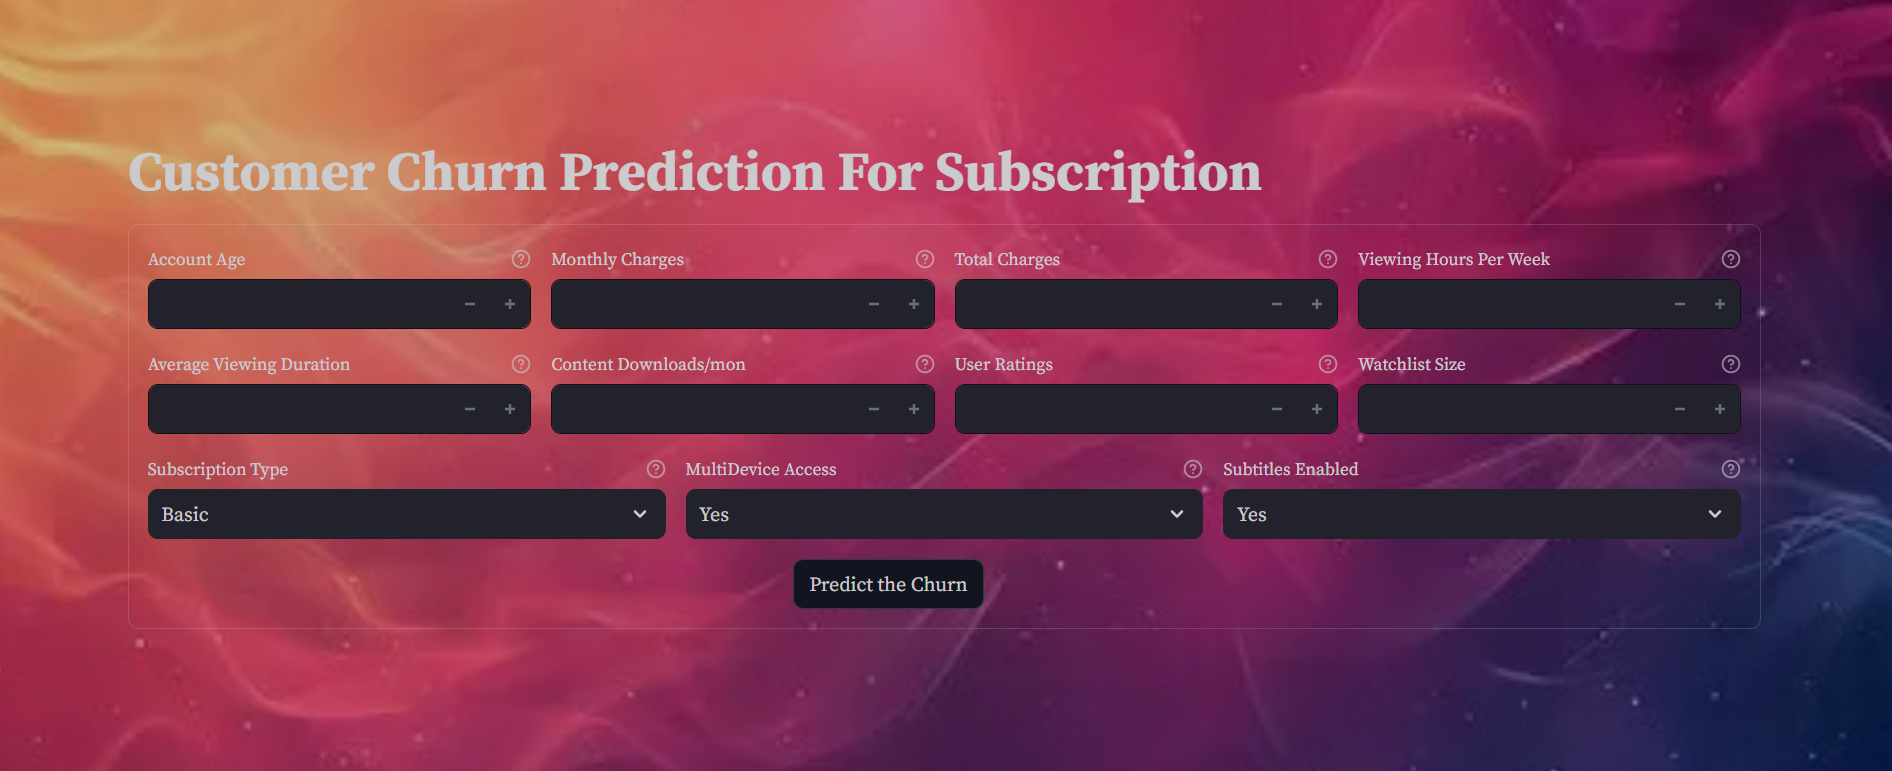 Customer Churn Prediction For Subscription
Account Age
Monthly Charges
Total Charges
Viewing Hours Per Week
Average Viewing Duration
Content Downloads/mon
User Ratings
Watchlist Size
Subscription Type
MultiDevice Access
Subtitles Enabled
Basic
Yes
Yes
Predict the Churn